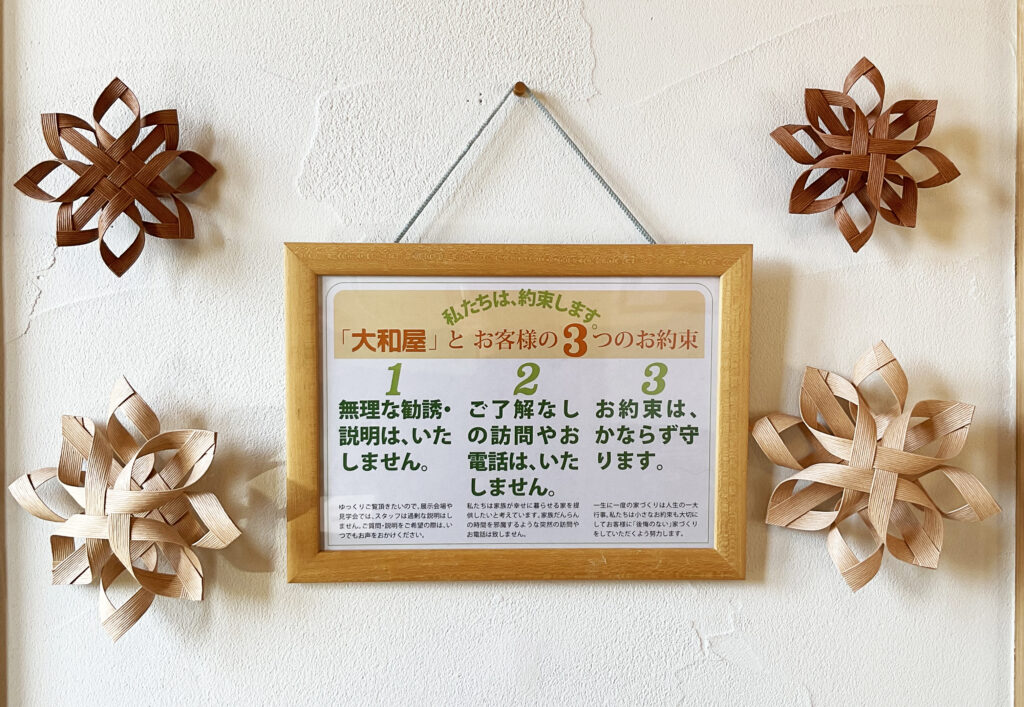 私たちは、約束します。
「大和屋」と お客様の3つのお約束
1
無理な勧誘・
説明は、いた
しません。
ゆっくりご覧頂きたいので、展示会場や
見学会では、スタッフは過剰な説明はし
ません。ご質問・説明をご希望の際は、い
つでもお声をおかけください。
2
ご了解なし
の訪問やお
電話は、いた
しません。
私たちは家族が幸せに暮らせる家を提
供したいと考えています。家族だんらん
の時間を邪魔するような突然の訪問や
お電話は致しません。
3
お約束は、
かならず守
ります。
一生に一度の家づくりは人生の一大
行事。私たちは小さなお約束も大切に
してお客様に「後悔のない」家づくり
をしていただくよう努力します。